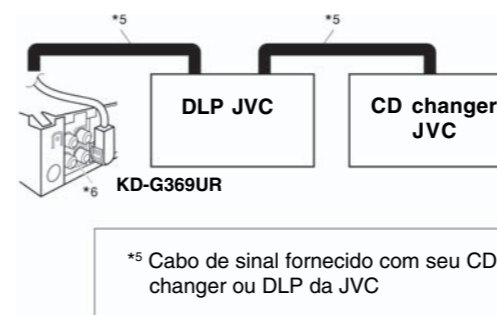 *5
*5
DLP JVC
CD changer
JVC
*6
KD-G369UR
*5 Cabo de sinal fornecido com seu CD
changer ou DLP da JVC